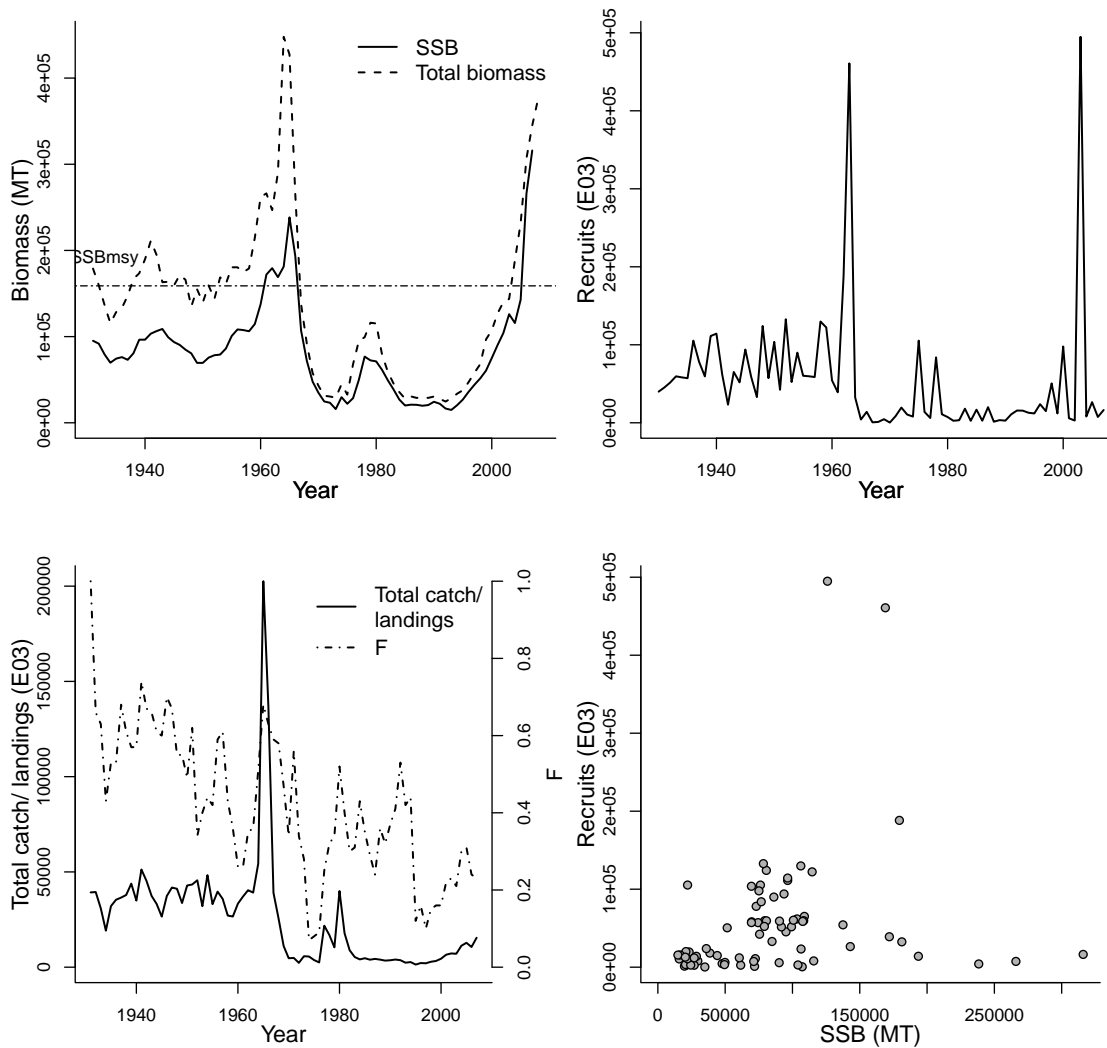 SSB
Total biomass
SSBmsy
Biomass (MT)
0e+00
1e+05
2e+05
3e+05
4e+05
1940
1960
1980
2000
Year
Recruits (E03)
0e+00
1e+05
2e+05
3e+05
4e+05
5e+05
1940
1960
1980
2000
Year
Total catch/
landings
F
Total catch/ landings (E03)
0
50000
100000
150000
200000
0.0
0.2
0.4
0.6
0.8
1.0
F
1940
1960
1980
2000
Year
Recruits (E03)
0e+00
1e+05
2e+05
3e+05
4e+05
5e+05
0
50000
150000
250000
SSB (MT)